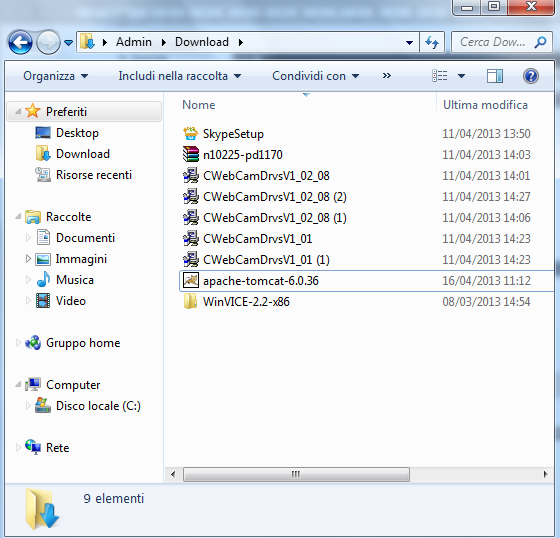 Admin Download
Cerca Dow...
Organizza Includi nella raccolta Condividi con »
Nome Ultima modifica
Preferiti
Desktop
Download
Risorse recenti
Raccolte
Documenti
Immagini
Musica
Video
Gruppo home
Computer
Disco locale (C:)
Rete
SkypeSetup 11/04/2013 13:50
n10225-pd1170 11/04/2013 14:03
CWebCamDrvsV1_02_08 11/04/2013 14:01
CWebCamDrvsV1_02_08 (2) 11/04/2013 14:27
CWebCamDrvsV1_02_08 (1) 11/04/2013 14:06
CWebCamDrvsV1_01 11/04/2013 14:23
CWebCamDrvsV1_01 (1) 11/04/2013 14:23
apache-tomcat-6.0.36 16/04/2013 11:12
WinVICE-2.2-x86 08/03/2013 14:54
9 elementi